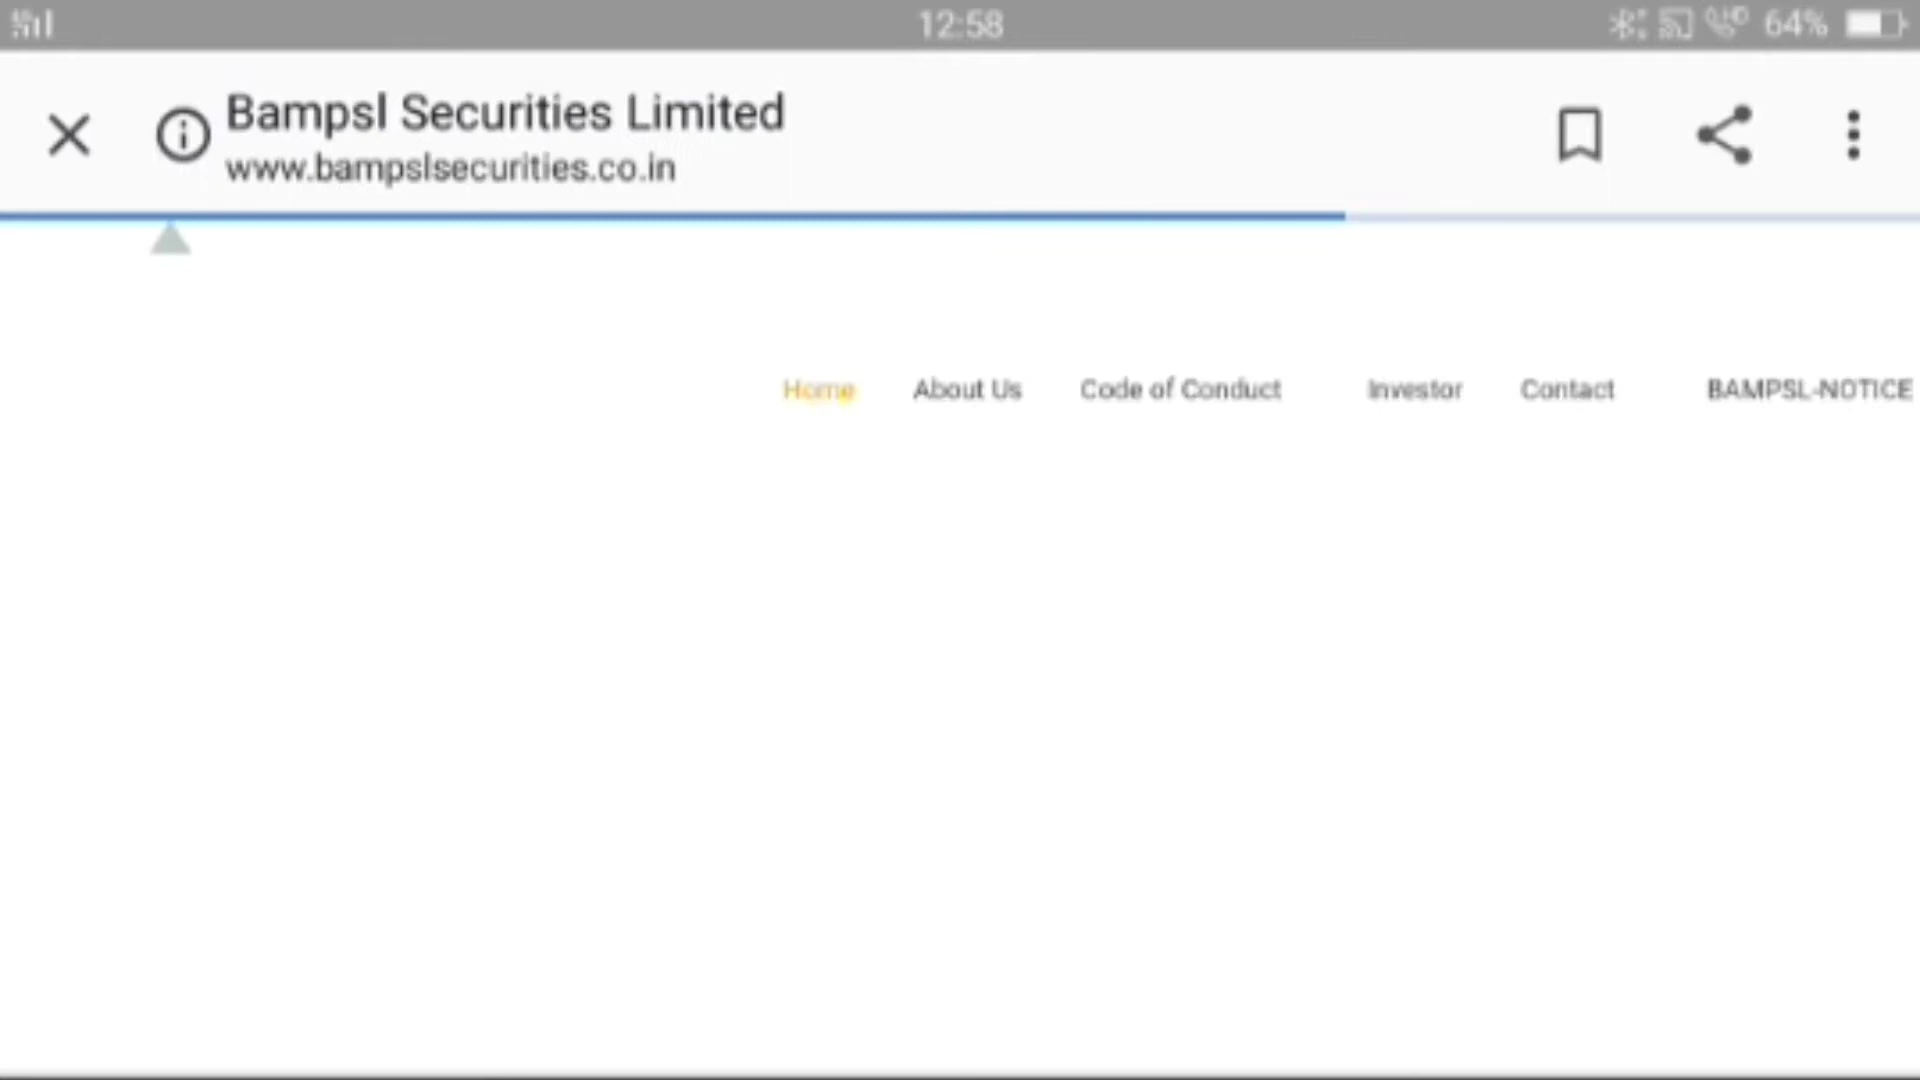 12:58
64%
Bampsl Securities Limited
www.bampslsecurities.co.in
Home About Us Code of Conduct Investor Contact BAMPSL-NOTICE